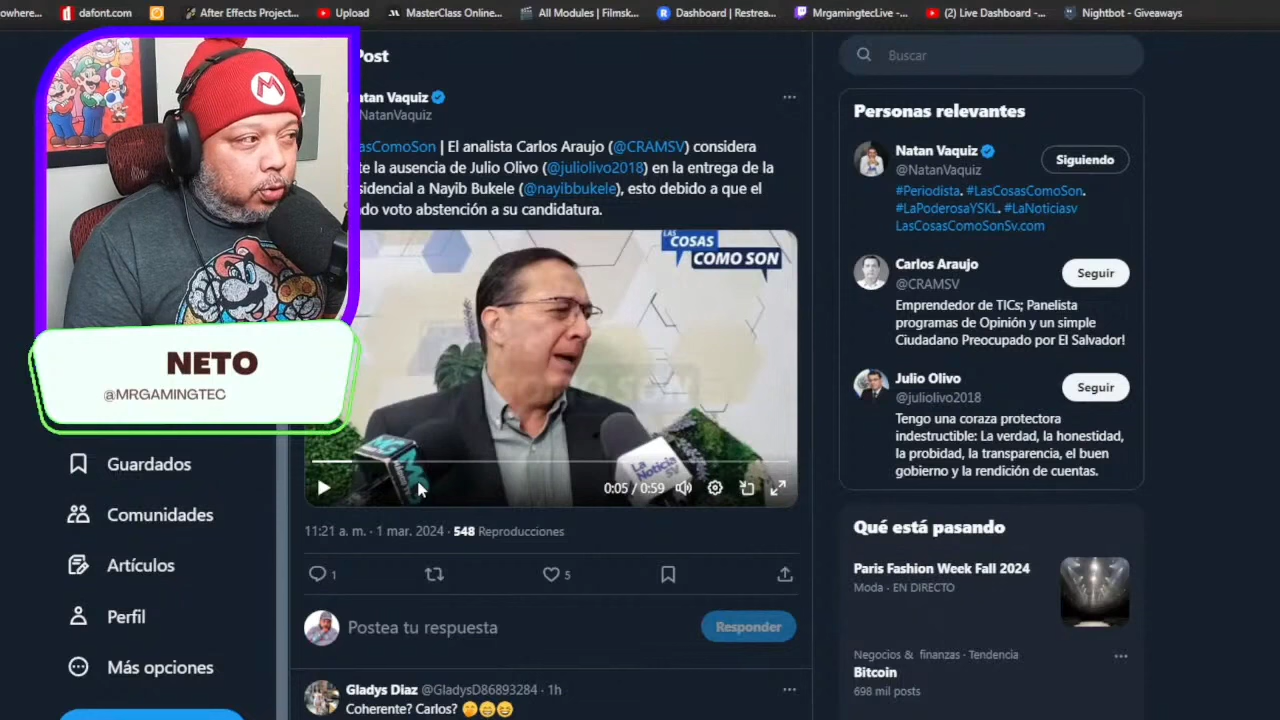 owhere...
dafont.com
After Effects Project...
Upload
MasterClass Online...
All Modules | Filmsk...
Dashboard | Restrea...
MrgamingtecLive -...
(2) Live Dashboard -...
Nightbot - Giveaways
Post
atan Vaquiz
NatanVaquiz
asComoSon | El analista Carlos Araujo (@CRAMSV) considera
te la ausencia de Julio Olivo (@juliolivo2018) en la entrega de la
sidencial a Nayib Bukele (@nayibbukele), esto debido a que el
do voto abstención a su candidatura.
LAS
COSAS
COMO SON
La
Noticia
SV
0:05 / 0:59
11:21 a. m. · 1 mar. 2024 · 548 Reproducciones
1
5
Postea tu respuesta
Responder
Gladys Diaz @GladysD86893284 · 1h
Coherente? Carlos? 🤭😄😄
M
NETO
@MRGAMINGTEC
Guardados
Comunidades
Artículos
Perfil
Más opciones
Buscar
Personas relevantes
Natan Vaquiz
@NatanVaquiz
Siguiendo
#Periodista. #LasCosasComoSon.
#LaPoderosaYSKL. #LaNoticiasv
LasCosasComoSonSv.com
Carlos Araujo
@CRAMSV
Seguir
Emprendedor de TICs; Panelista
programas de Opinión y un simple
Ciudadano Preocupado por El Salvador!
Julio Olivo
@juliolivo2018
Seguir
Tengo una coraza protectora
indestructible: La verdad, la honestidad,
la probidad, la transparencia, el buen
gobierno y la rendición de cuentas.
Qué está pasando
Paris Fashion Week Fall 2024
Moda · EN DIRECTO
Negocios & finanzas · Tendencia
Bitcoin
698 mil posts